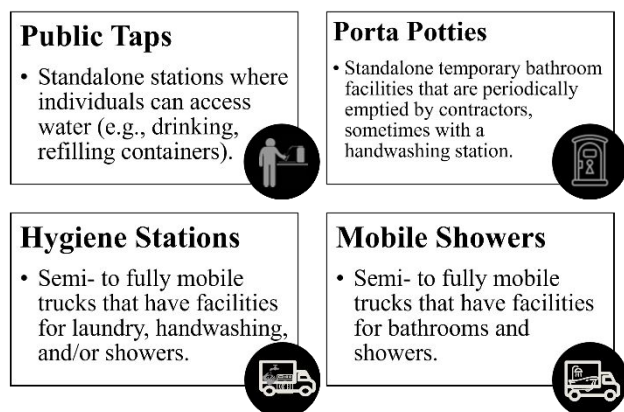 Public Taps
• Standalone stations where
individuals can access
water (e.g., drinking,
refilling containers).
Porta Potties
• Standalone temporary bathroom
facilities that are periodically
emptied by contractors,
sometimes with a
handwashing station.
Hygiene Stations
• Semi- to fully mobile
trucks that have facilities
for laundry, handwashing,
and/or showers.
Mobile Showers
• Semi- to fully mobile
trucks that have facilities
for bathrooms and
showers.